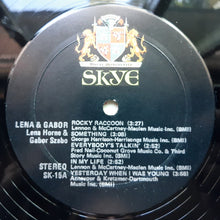 SKYE
LENA & GABOR
Lena Horne &
Gabor Szabo
STEREO
SK-15A
ROCKY RACCOON (3:27)
Lennon & McCartney-Maclen Music-Inc. (BMI)
SOMETHING (3:08)
George Harrison-Harrisongs Music Inc. (BMI)
EVERYBODY'S TALKIN' (2:52)
Fred Neil-Coconut Grove Music Co. & Third
Story Music Inc. (BMI)
IN MY LIFE (2:52)
Lennon & McCartney-Maclen Music-Inc. (BMI)
YESTERDAY WHEN I WAS YOUNG (3:18)
Aznavour & Kretzmer-Dartmouth
Music Inc. (BMI)